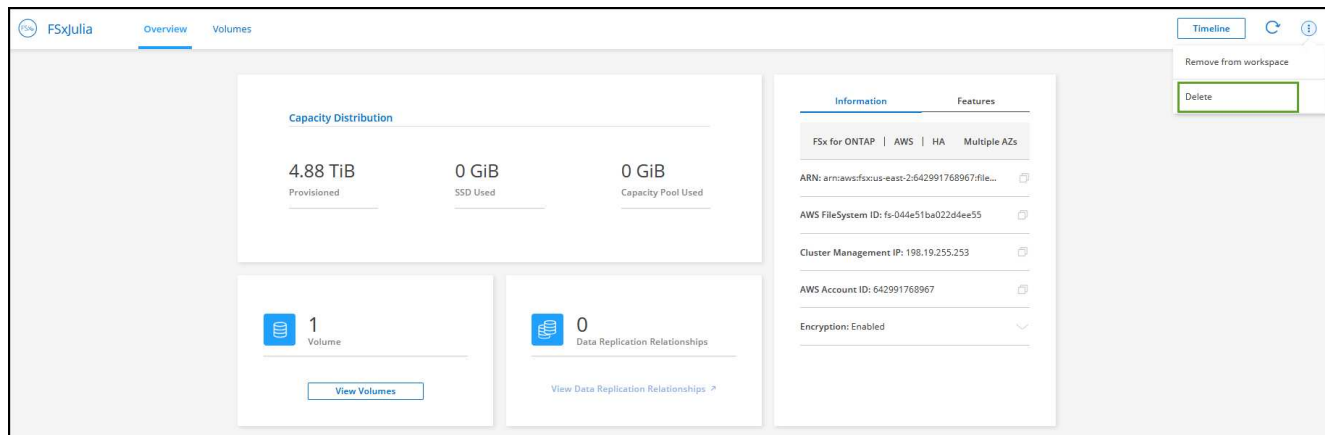 FSx
FSxJulia
Overview
Volumes
Timeline
Remove from workspace
Delete
Capacity Distribution
4.88 TiB
Provisioned
0 GiB
SSD Used
0 GiB
Capacity Pool Used
1
Volume
View Volumes
0
Data Replication Relationships
View Data Replication Relationships
Information
Features
FSx for ONTAP | AWS | HA Multiple AZs
ARN: arn:aws:fsx:us-east-2:642991768967:file...
AWS FileSystem ID: fs-044e51ba022d4ee55
Cluster Management IP: 198.19.255.253
AWS Account ID: 642991768967
Encryption: Enabled